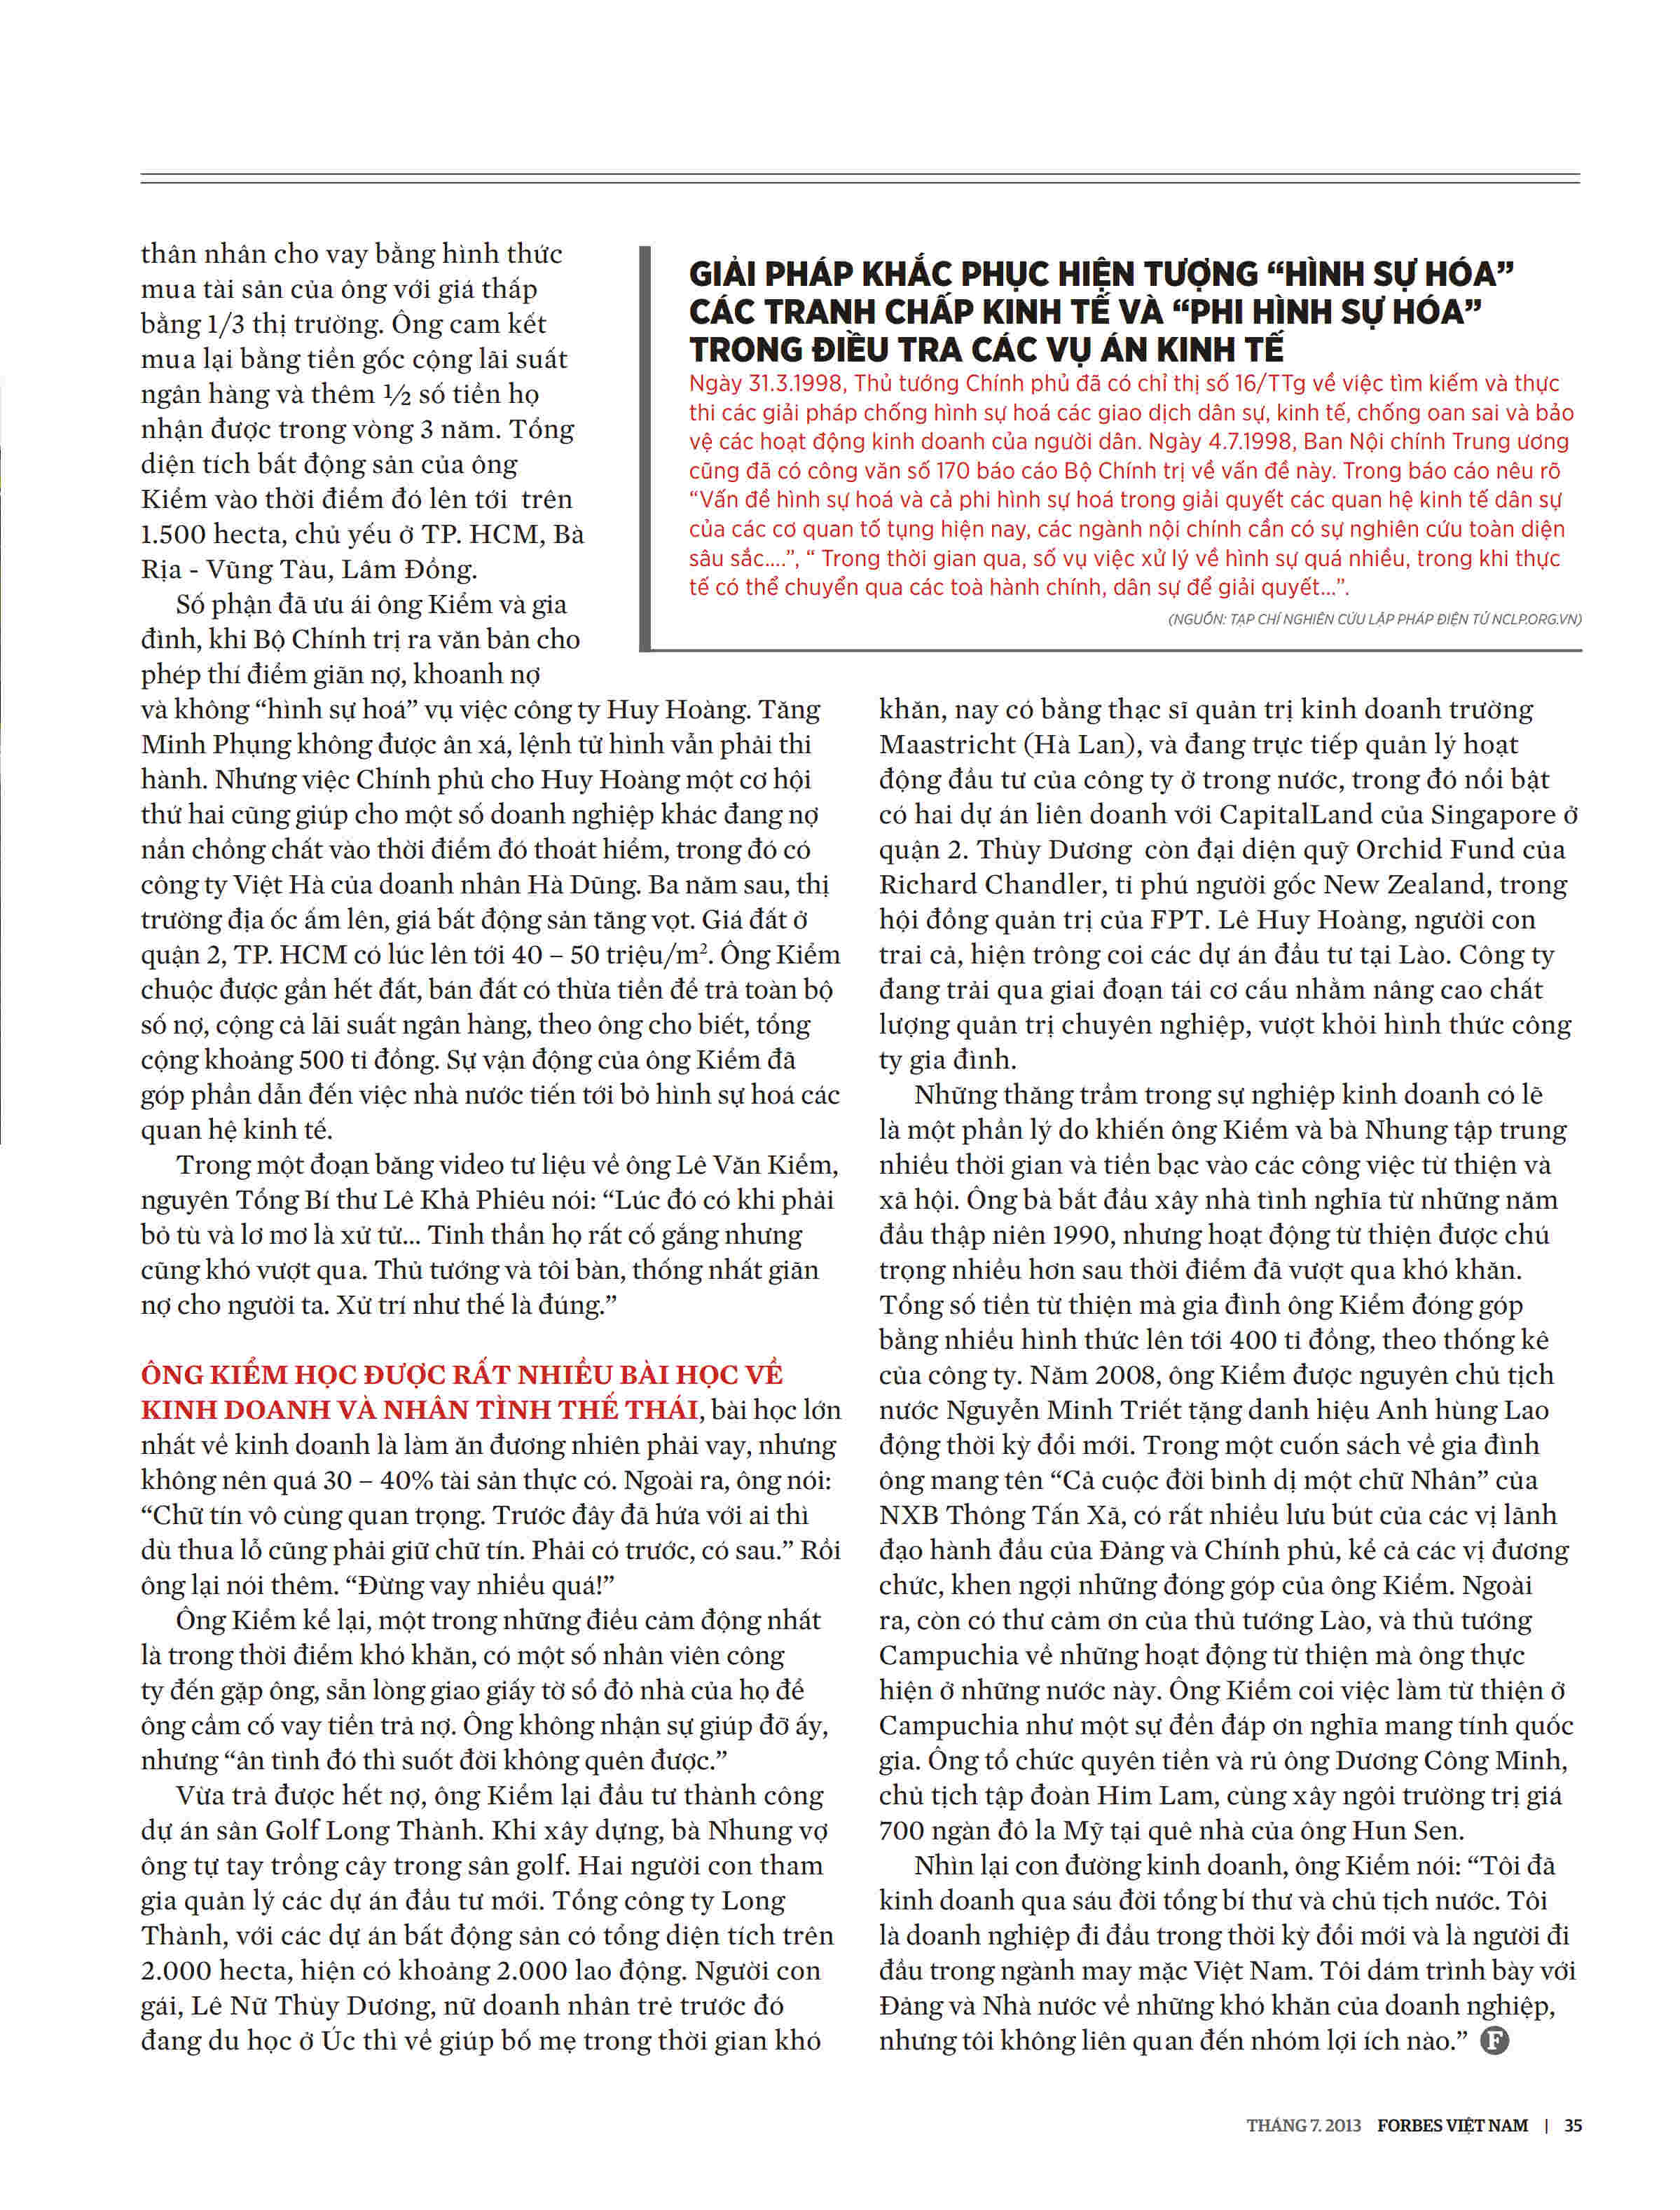 thân nhân cho vay bằng hình thức
mua tài sản của ông với giá thấp
bằng 1/3 thị trường. Ông cam kết
mua lại bằng tiền gốc cộng lãi suất
ngân hàng và thêm ½ số tiền họ
nhận được trong vòng 3 năm. Tổng
diện tích bất động sản của ông
Kiểm vào thời điểm đó lên tới trên
1.500 hecta, chủ yếu ở TP. HCM, Bà
Rịa - Vũng Tàu, Lâm Đồng.
Số phận đã ưu ái ông Kiểm và gia
đình, khi Bộ Chính trị ra văn bản cho
phép thí điểm giãn nợ, khoanh nợ
và không “hình sự hoá” vụ việc công ty Huy Hoàng. Tăng
Minh Phụng không được ân xá, lệnh tử hình vẫn phải thi
hành. Nhưng việc Chính phủ cho Huy Hoàng một cơ hội
thứ hai cũng giúp cho một số doanh nghiệp khác đang nợ
nần chồng chất vào thời điểm đó thoát hiểm, trong đó có
công ty Việt Hà của doanh nhân Hà Dũng. Ba năm sau, thị
trường địa ốc ấm lên, giá bất động sản tăng vọt. Giá đất ở
quận 2, TP. HCM có lúc lên tới 40 – 50 triệu/m². Ông Kiểm
chuộc được gần hết đất, bán đất có thừa tiền để trả toàn bộ
số nợ, cộng cả lãi suất ngân hàng, theo ông cho biết, tổng
cộng khoảng 500 tỉ đồng. Sự vận động của ông Kiểm đã
góp phần dẫn đến việc nhà nước tiến tới bỏ hình sự hoá các
quan hệ kinh tế.
Trong một đoạn băng video tư liệu về ông Lê Văn Kiểm,
nguyên Tổng Bí thư Lê Khả Phiêu nói: “Lúc đó có khi phải
bỏ tù và lơ mơ là xử tử... Tinh thần họ rất cố gắng nhưng
cũng khó vượt qua. Thủ tướng và tôi bàn, thống nhất giãn
nợ cho người ta. Xử trí như thế là đúng.”
ÔNG KIỂM HỌC ĐƯỢC RẤT NHIỀU BÀI HỌC VỀ
KINH DOANH VÀ NHÂN TÌNH THẾ THÁI, bài học lớn
nhất về kinh doanh là làm ăn đương nhiên phải vay, nhưng
không nên quá 30 – 40% tài sản thực có. Ngoài ra, ông nói:
“Chữ tín vô cùng quan trọng. Trước đây đã hứa với ai thì
dù thua lỗ cũng phải giữ chữ tín. Phải có trước, có sau.” Rồi
ông lại nói thêm. “Đừng vay nhiều quá!”
Ông Kiểm kể lại, một trong những điều cảm động nhất
là trong thời điểm khó khăn, có một số nhân viên công
ty đến gặp ông, sẵn lòng giao giấy tờ sổ đỏ nhà của họ để
ông cầm cố vay tiền trả nợ. Ông không nhận sự giúp đỡ ấy,
nhưng “ân tình đó thì suốt đời không quên được.”
Vừa trả được hết nợ, ông Kiểm lại đầu tư thành công
dự án sân Golf Long Thành. Khi xây dựng, bà Nhung vợ
ông tự tay trồng cây trong sân golf. Hai người con tham
gia quản lý các dự án đầu tư mới. Tổng công ty Long
Thành, với các dự án bất động sản có tổng diện tích trên
2.000 hecta, hiện có khoảng 2.000 lao động. Người con
gái, Lê Nữ Thùy Dương, nữ doanh nhân trẻ trước đó
đang du học ở Úc thì về giúp bố mẹ trong thời gian khó
GIẢI PHÁP KHẮC PHỤC HIỆN TƯỢNG “HÌNH SỰ HÓA”
CÁC TRANH CHẤP KINH TẾ VÀ “PHI HÌNH SỰ HÓA”
TRONG ĐIỀU TRA CÁC VỤ ÁN KINH TẾ
Ngày 31.3.1998, Thủ tướng Chính phủ đã có chỉ thị số 16/TTg về việc tìm kiếm và thực
thi các giải pháp chống hình sự hoá các giao dịch dân sự, kinh tế, chống oan sai và bảo
vệ các hoạt động kinh doanh của người dân. Ngày 4.7.1998, Ban Nội chính Trung ương
cũng đã có công văn số 170 báo cáo Bộ Chính trị về vấn đề này. Trong báo cáo nêu rõ
“Vấn đề hình sự hoá và cả phi hình sự hoá trong giải quyết các quan hệ kinh tế dân sự
của các cơ quan tố tụng hiện nay, các ngành nội chính cần có sự nghiên cứu toàn diện
sâu sắc....”, “ Trong thời gian qua, số vụ việc xử lý về hình sự quá nhiều, trong khi thực
tế có thể chuyển qua các toà hành chính, dân sự để giải quyết...”.
(NGUỒN: TẠP CHÍ NGHIÊN CỨU LẬP PHÁP ĐIỆN TỬ NCLP.ORG.VN)
khăn, nay có bằng thạc sĩ quản trị kinh doanh trường
Maastricht (Hà Lan), và đang trực tiếp quản lý hoạt
động đầu tư của công ty ở trong nước, trong đó nổi bật
có hai dự án liên doanh với CapitalLand của Singapore ở
quận 2. Thùy Dương còn đại diện quỹ Orchid Fund của
Richard Chandler, tỉ phú người gốc New Zealand, trong
hội đồng quản trị của FPT. Lê Huy Hoàng, người con
trai cả, hiện trông coi các dự án đầu tư tại Lào. Công ty
đang trải qua giai đoạn tái cơ cấu nhằm nâng cao chất
lượng quản trị chuyên nghiệp, vượt khỏi hình thức công
ty gia đình.
Những thăng trầm trong sự nghiệp kinh doanh có lẽ
là một phần lý do khiến ông Kiểm và bà Nhung tập trung
nhiều thời gian và tiền bạc vào các công việc từ thiện và
xã hội. Ông bà bắt đầu xây nhà tình nghĩa từ những năm
đầu thập niên 1990, nhưng hoạt động từ thiện được chú
trọng nhiều hơn sau thời điểm đã vượt qua khó khăn.
Tổng số tiền từ thiện mà gia đình ông Kiểm đóng góp
bằng nhiều hình thức lên tới 400 tỉ đồng, theo thống kê
của công ty. Năm 2008, ông Kiểm được nguyên chủ tịch
nước Nguyễn Minh Triết tặng danh hiệu Anh hùng Lao
động thời kỳ đổi mới. Trong một cuốn sách về gia đình
ông mang tên “Cả cuộc đời bình dị một chữ Nhân” của
NXB Thông Tấn Xã, có rất nhiều lưu bút của các vị lãnh
đạo hành đầu của Đảng và Chính phủ, kể cả các vị đương
chức, khen ngợi những đóng góp của ông Kiểm. Ngoài
ra, còn có thư cảm ơn của thủ tướng Lào, và thủ tướng
Campuchia về những hoạt động từ thiện mà ông thực
hiện ở những nước này. Ông Kiểm coi việc làm từ thiện ở
Campuchia như một sự đền đáp ơn nghĩa mang tính quốc
gia. Ông tổ chức quyên tiền và rủ ông Dương Công Minh,
chủ tịch tập đoàn Him Lam, cùng xây ngôi trường trị giá
700 ngàn đô la Mỹ tại quê nhà của ông Hun Sen.
Nhìn lại con đường kinh doanh, ông Kiểm nói: “Tôi đã
kinh doanh qua sáu đời tổng bí thư và chủ tịch nước. Tôi
là doanh nghiệp đi đầu trong thời kỳ đổi mới và là người đi
đầu trong ngành may mặc Việt Nam. Tôi dám trình bày với
Đảng và Nhà nước về những khó khăn của doanh nghiệp,
nhưng tôi không liên quan đến nhóm lợi ích nào.” F
THÁNG 7. 2013 FORBES VIỆT NAM | 35